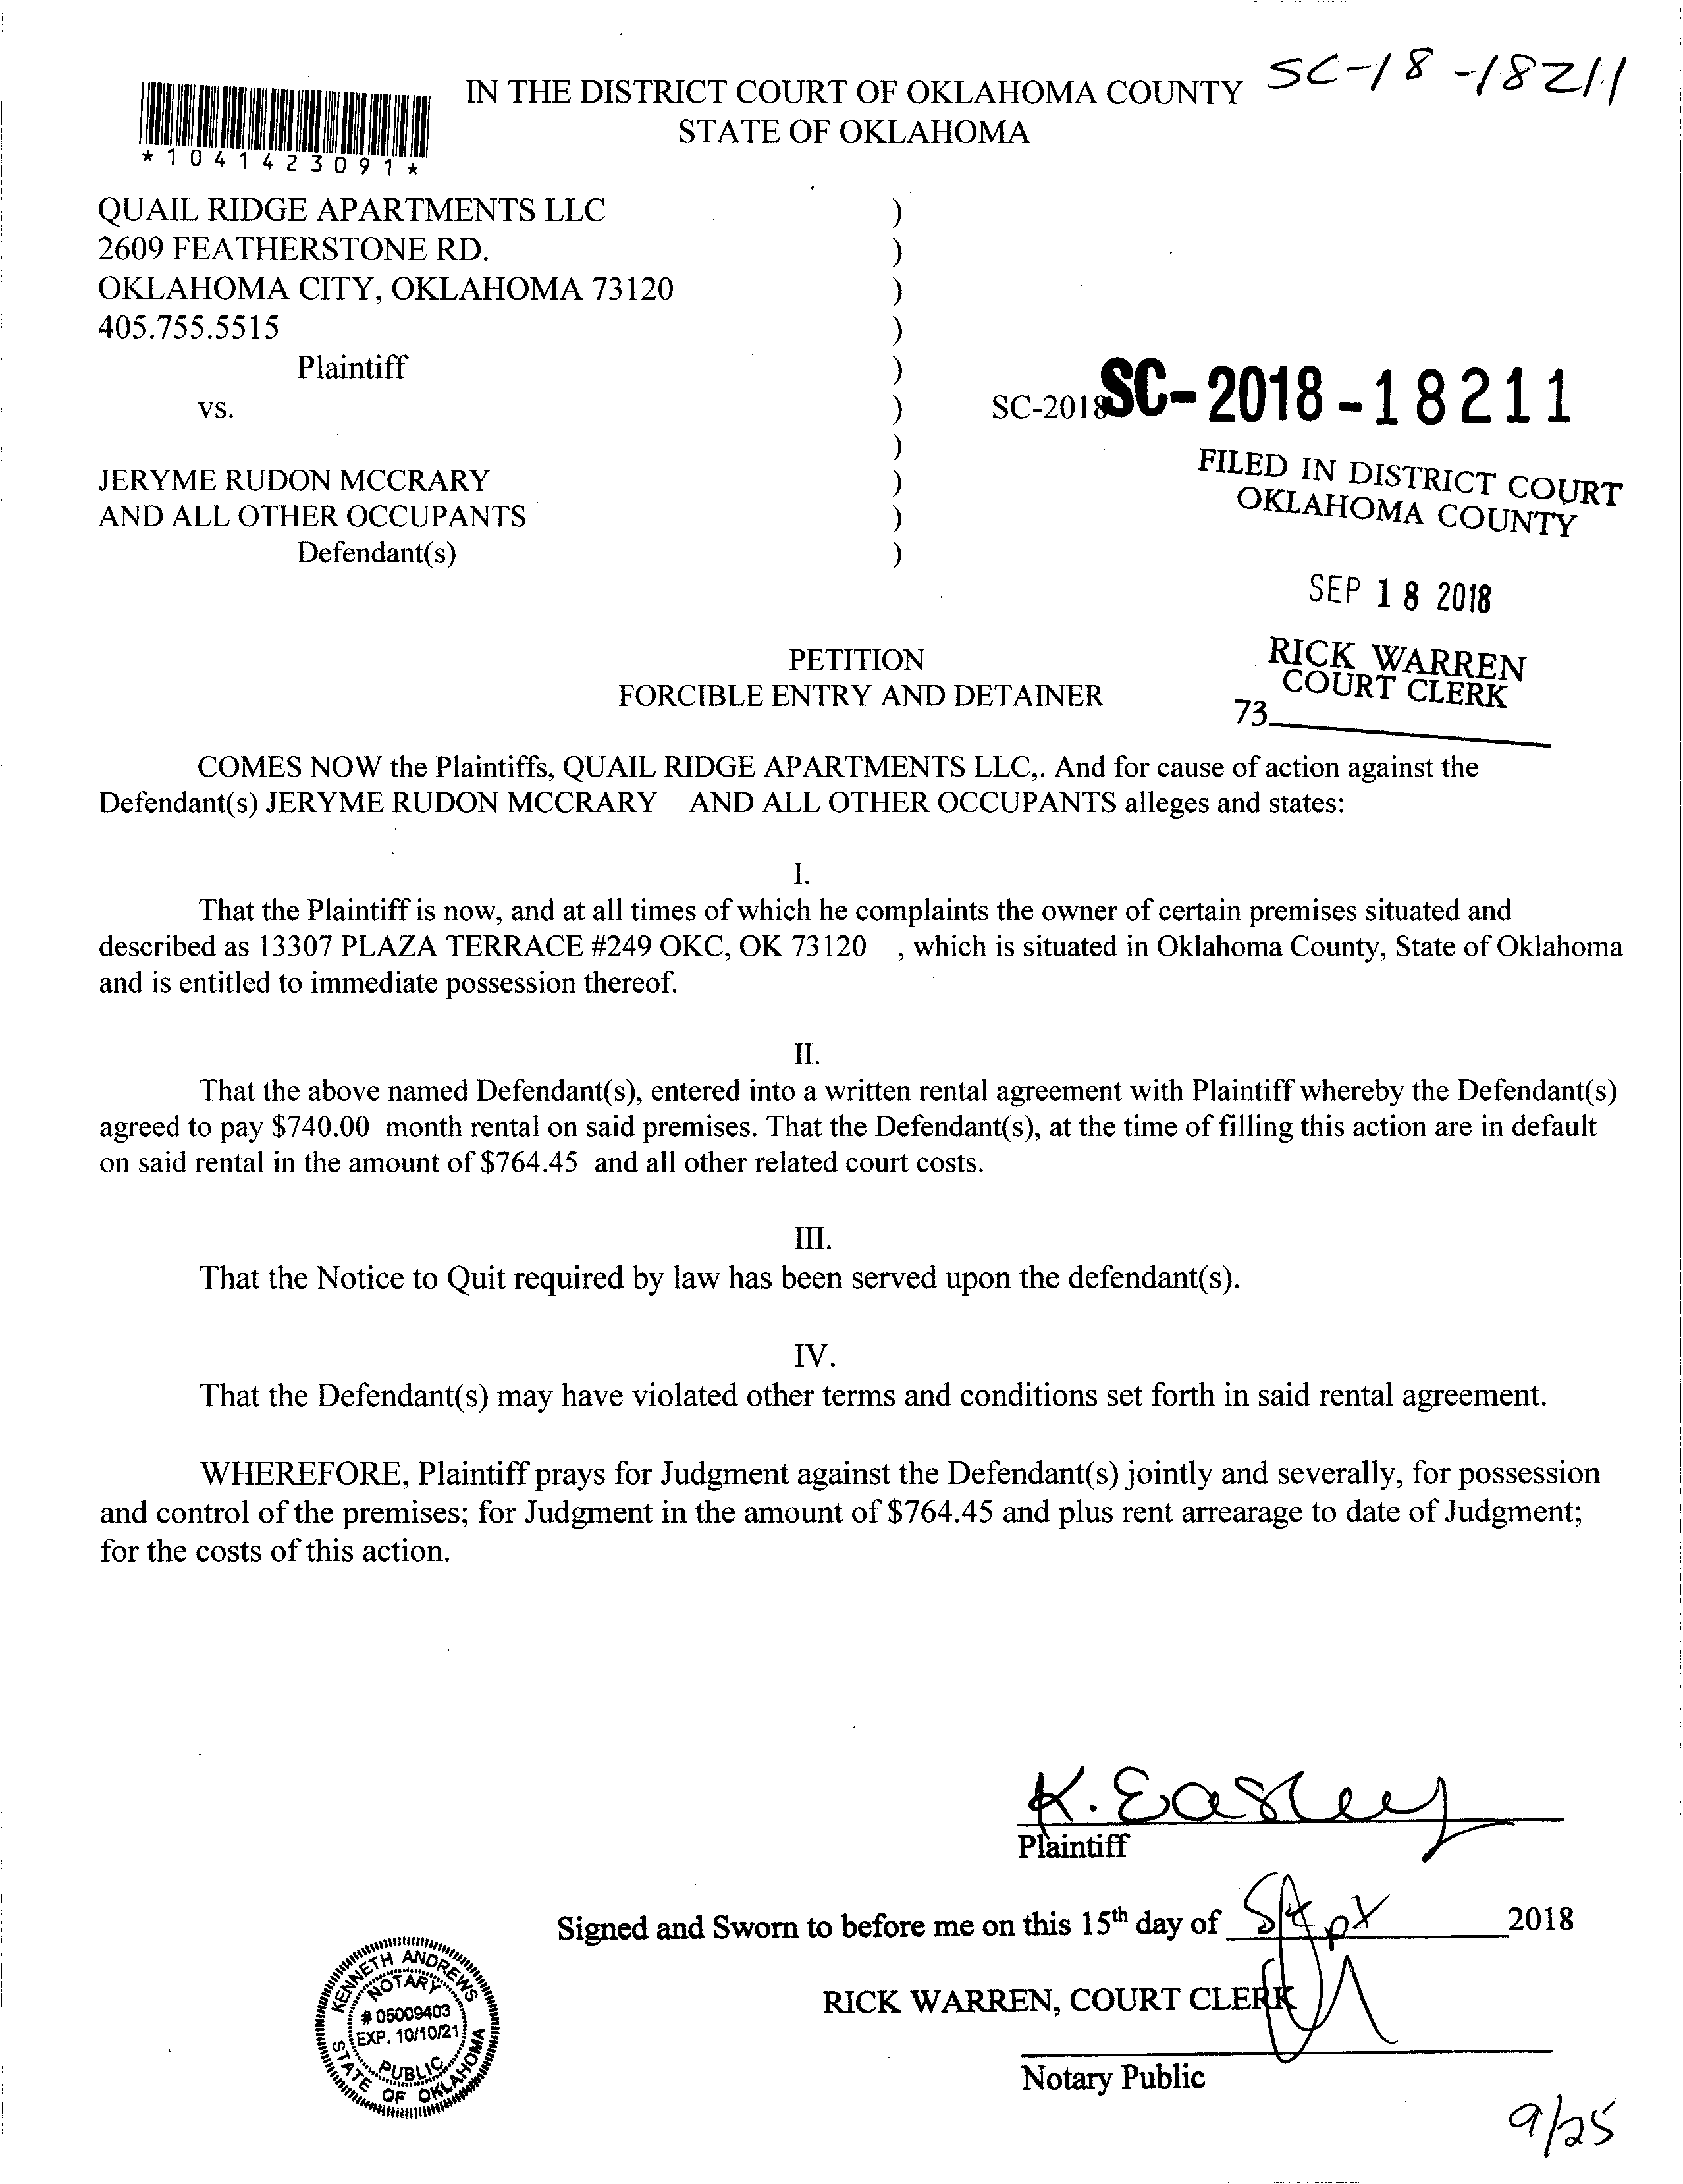 SC-18-18211
IN THE DISTRICT COURT OF OKLAHOMA COUNTY
STATE OF OKLAHOMA
*1041423091*
QUAIL RIDGE APARTMENTS LLC )
2609 FEATHERSTONE RD. )
OKLAHOMA CITY, OKLAHOMA 73120 )
405.755.5515 )
Plaintiff )
vs. ) SC-2018 SC-2018-18211
)
JERYME RUDON MCCRARY )
AND ALL OTHER OCCUPANTS )
Defendant(s) )
FILED IN DISTRICT COURT
OKLAHOMA COUNTY
SEP 18 2018
RICK WARREN
COURT CLERK
73
PETITION
FORCIBLE ENTRY AND DETAINER
COMES NOW the Plaintiffs, QUAIL RIDGE APARTMENTS LLC,. And for cause of action against the
Defendant(s) JERYME RUDON MCCRARY AND ALL OTHER OCCUPANTS alleges and states:
I.
That the Plaintiff is now, and at all times of which he complaints the owner of certain premises situated and
described as 13307 PLAZA TERRACE #249 OKC, OK 73120 , which is situated in Oklahoma County, State of Oklahoma
and is entitled to immediate possession thereof.
II.
That the above named Defendant(s), entered into a written rental agreement with Plaintiff whereby the Defendant(s)
agreed to pay $740.00 month rental on said premises. That the Defendant(s), at the time of filling this action are in default
on said rental in the amount of $764.45 and all other related court costs.
III.
That the Notice to Quit required by law has been served upon the defendant(s).
IV.
That the Defendant(s) may have violated other terms and conditions set forth in said rental agreement.
WHEREFORE, Plaintiff prays for Judgment against the Defendant(s) jointly and severally, for possession
and control of the premises; for Judgment in the amount of $764.45 and plus rent arrearage to date of Judgment;
for the costs of this action.
K. Easley
Plaintiff
Signed and Sworn to before me on this 15th day of Sept 2018
RICK WARREN, COURT CLERK
Notary Public
KENNETH ANDREWS
NOTARY
# 05009403
EXP. 10/10/21
PUBLIC
STATE OF OKLAHOMA
9/25